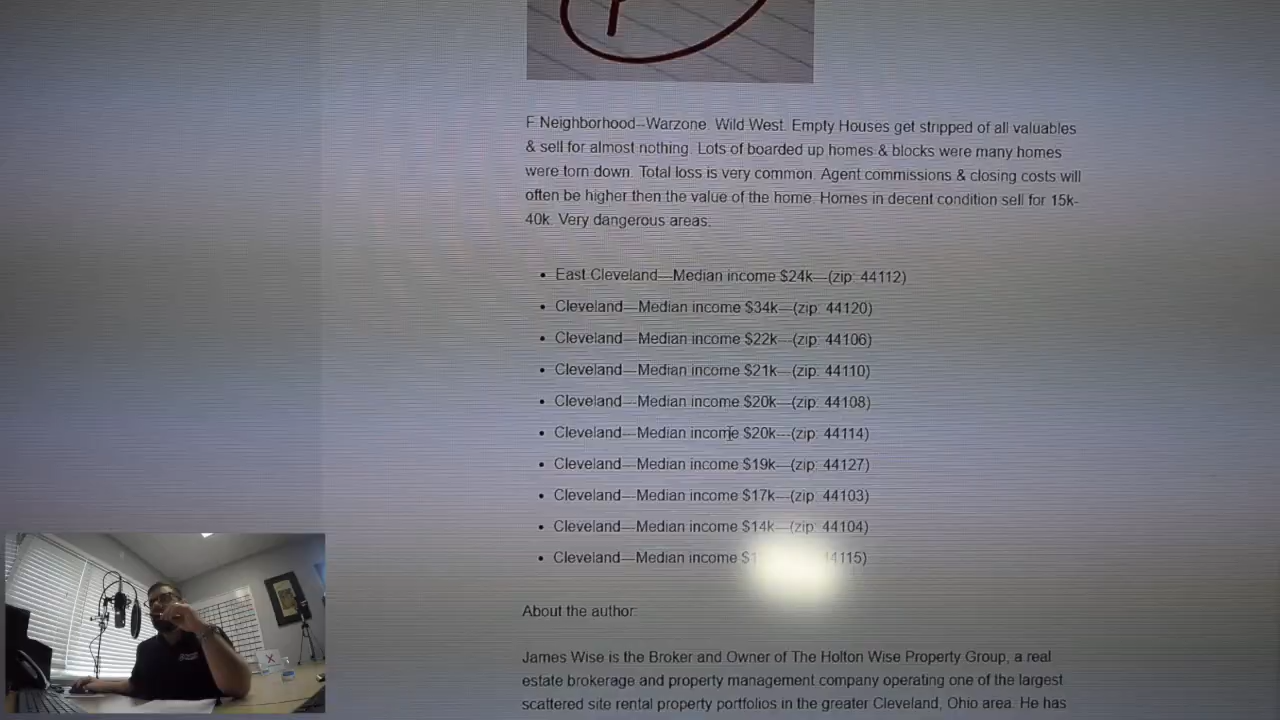 F Neighborhood--Warzone. Wild West. Empty Houses get stripped of all valuables
& sell for almost nothing. Lots of boarded up homes & blocks were many homes
were torn down. Total loss is very common. Agent commissions & closing costs will
often be higher then the value of the home. Homes in decent condition sell for 15k-
40k. Very dangerous areas.
• East Cleveland—Median income $24k—(zip: 44112)
• Cleveland—Median income $34k—(zip: 44120)
• Cleveland—Median income $22k—(zip: 44106)
• Cleveland—Median income $21k—(zip: 44110)
• Cleveland—Median income $20k—(zip: 44108)
• Cleveland—Median income $20k—(zip: 44114)
• Cleveland—Median income $19k—(zip: 44127)
• Cleveland—Median income $17k—(zip: 44103)
• Cleveland—Median income $14k—(zip: 44104)
• Cleveland—Median income
About the author:
James Wise is the Broker and Owner of The Holton Wise Property Group, a real
estate brokerage and property management company operating one of the largest
scattered site rental property portfolios in the greater Cleveland, Ohio area. He has